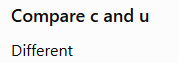 Compare c and u
Different